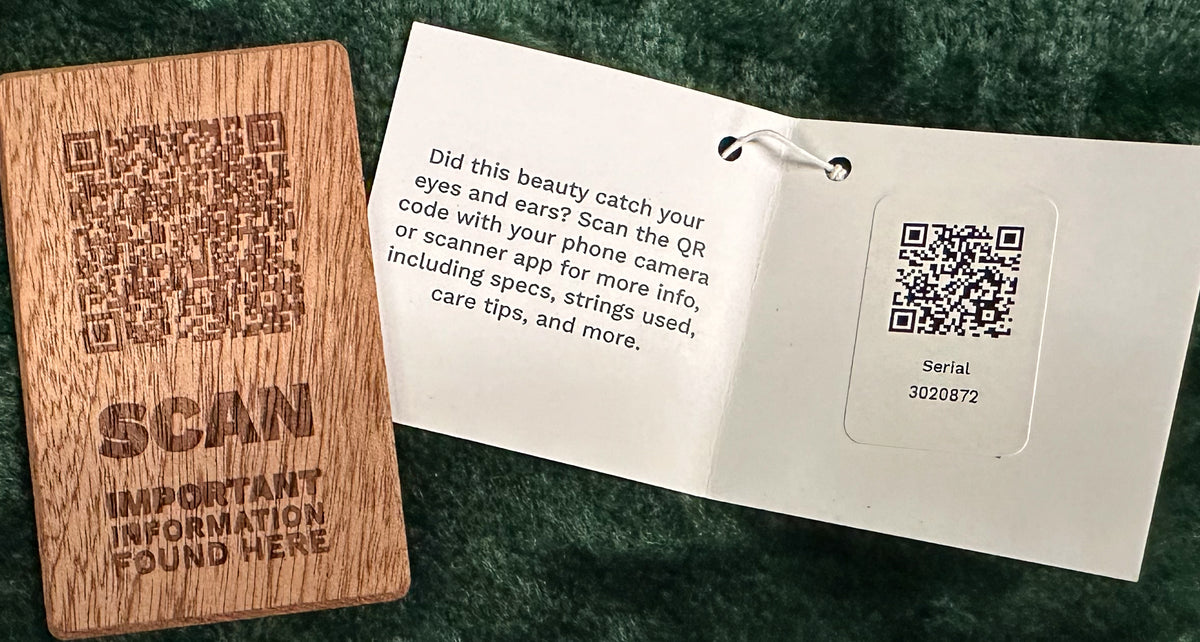 SCAN
IMPORTANT
INFORMATION
FOUND HERE
Did this beauty catch your
eyes and ears? Scan the QR
code with your phone camera
or scanner app for more info,
including specs, strings used,
care tips, and more.
Serial
3020872